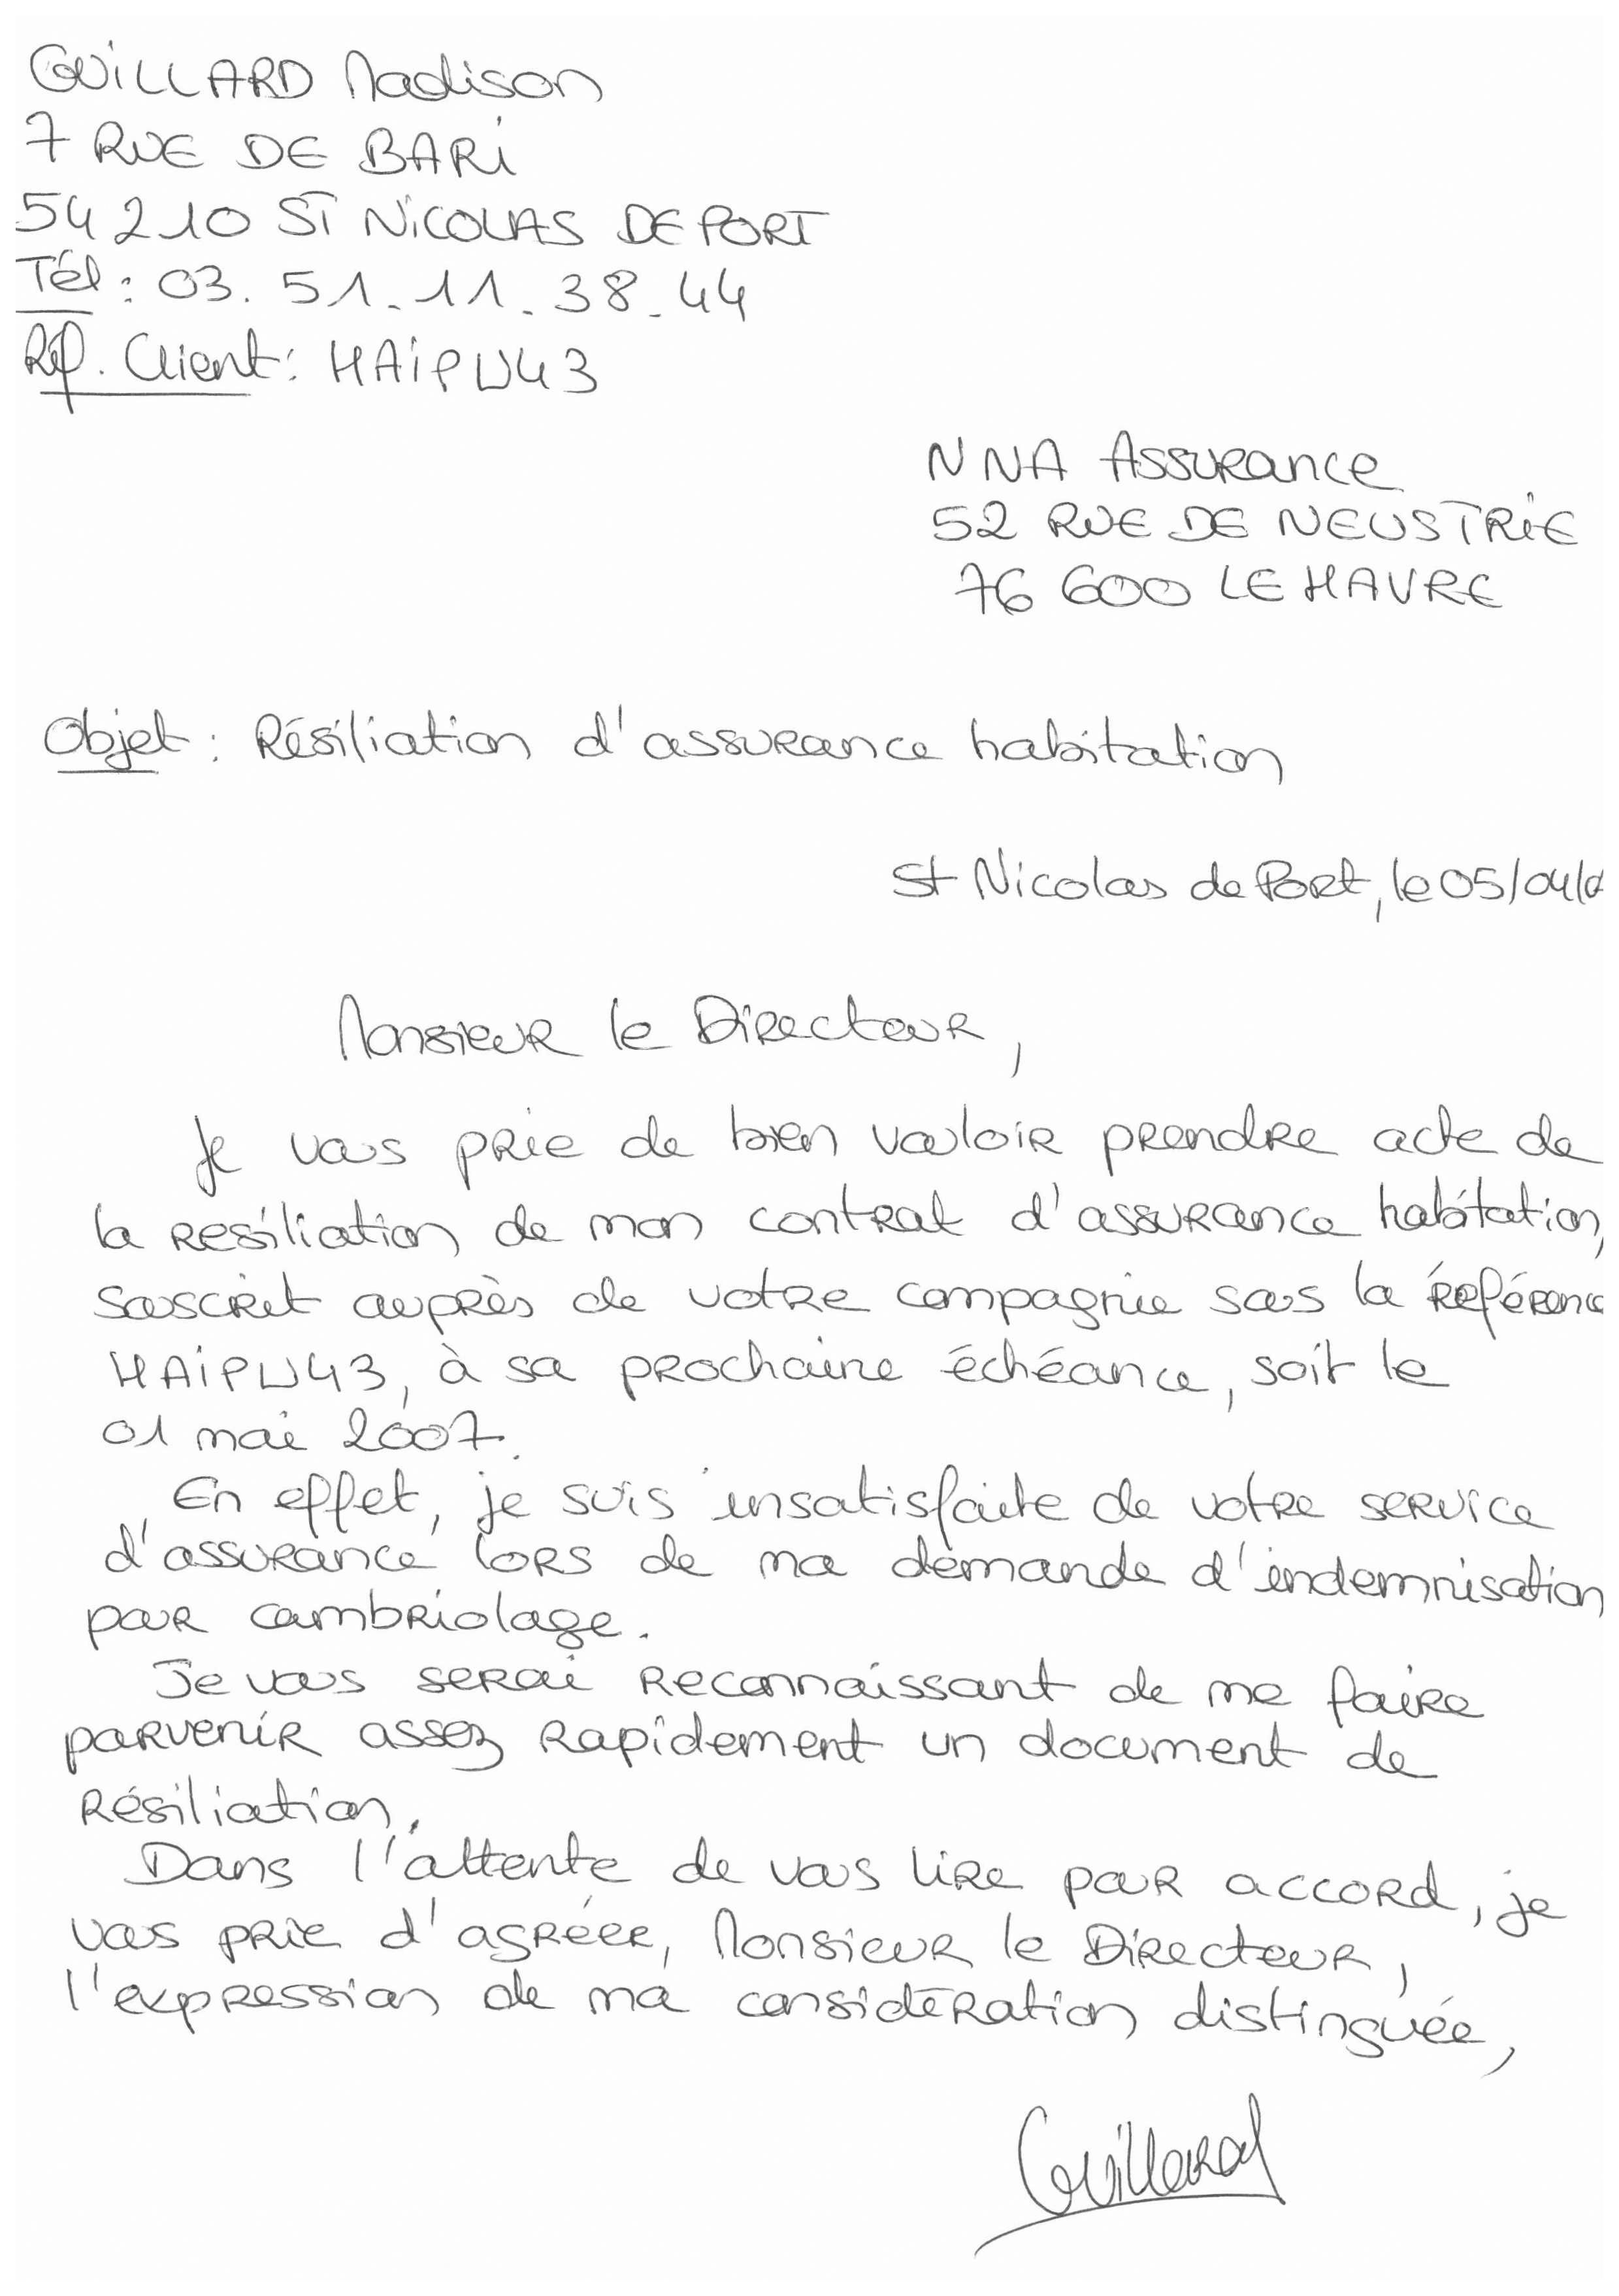 GUILLARD Madison
7 RUE DE BARI
54210 ST NICOLAS DE PORT
Tél : 03.51.11.38.44
Réf. Client : HAIPW43
NNA Assurance
52 RUE DE NEUSTRIE
76 600 LE HAVRE
Objet : Résiliation d'assurance habitation
St Nicolas de Port, le 05/04/0
Monsieur le Directeur,
Je vous prie de bien vouloir prendre acte de
la resiliation de mon contrat d'assurance habitation,
souscrit auprès de votre compagnie sous la référenc
HAIPW43, à sa prochaine échéance, soit le
01 mai 2007.
En effet, je suis insatisfaite de votre service
d'assurance lors de ma demande d'indemnisation
pour cambriolage.
Je vous serai reconnaissant de me faire
parvenir assez rapidement un document de
résiliation.
Dans l'attente de vous lire pour accord, je
vous prie d'agréer, Monsieur le Directeur,
l'expression de ma considération distinguée,
Guillard